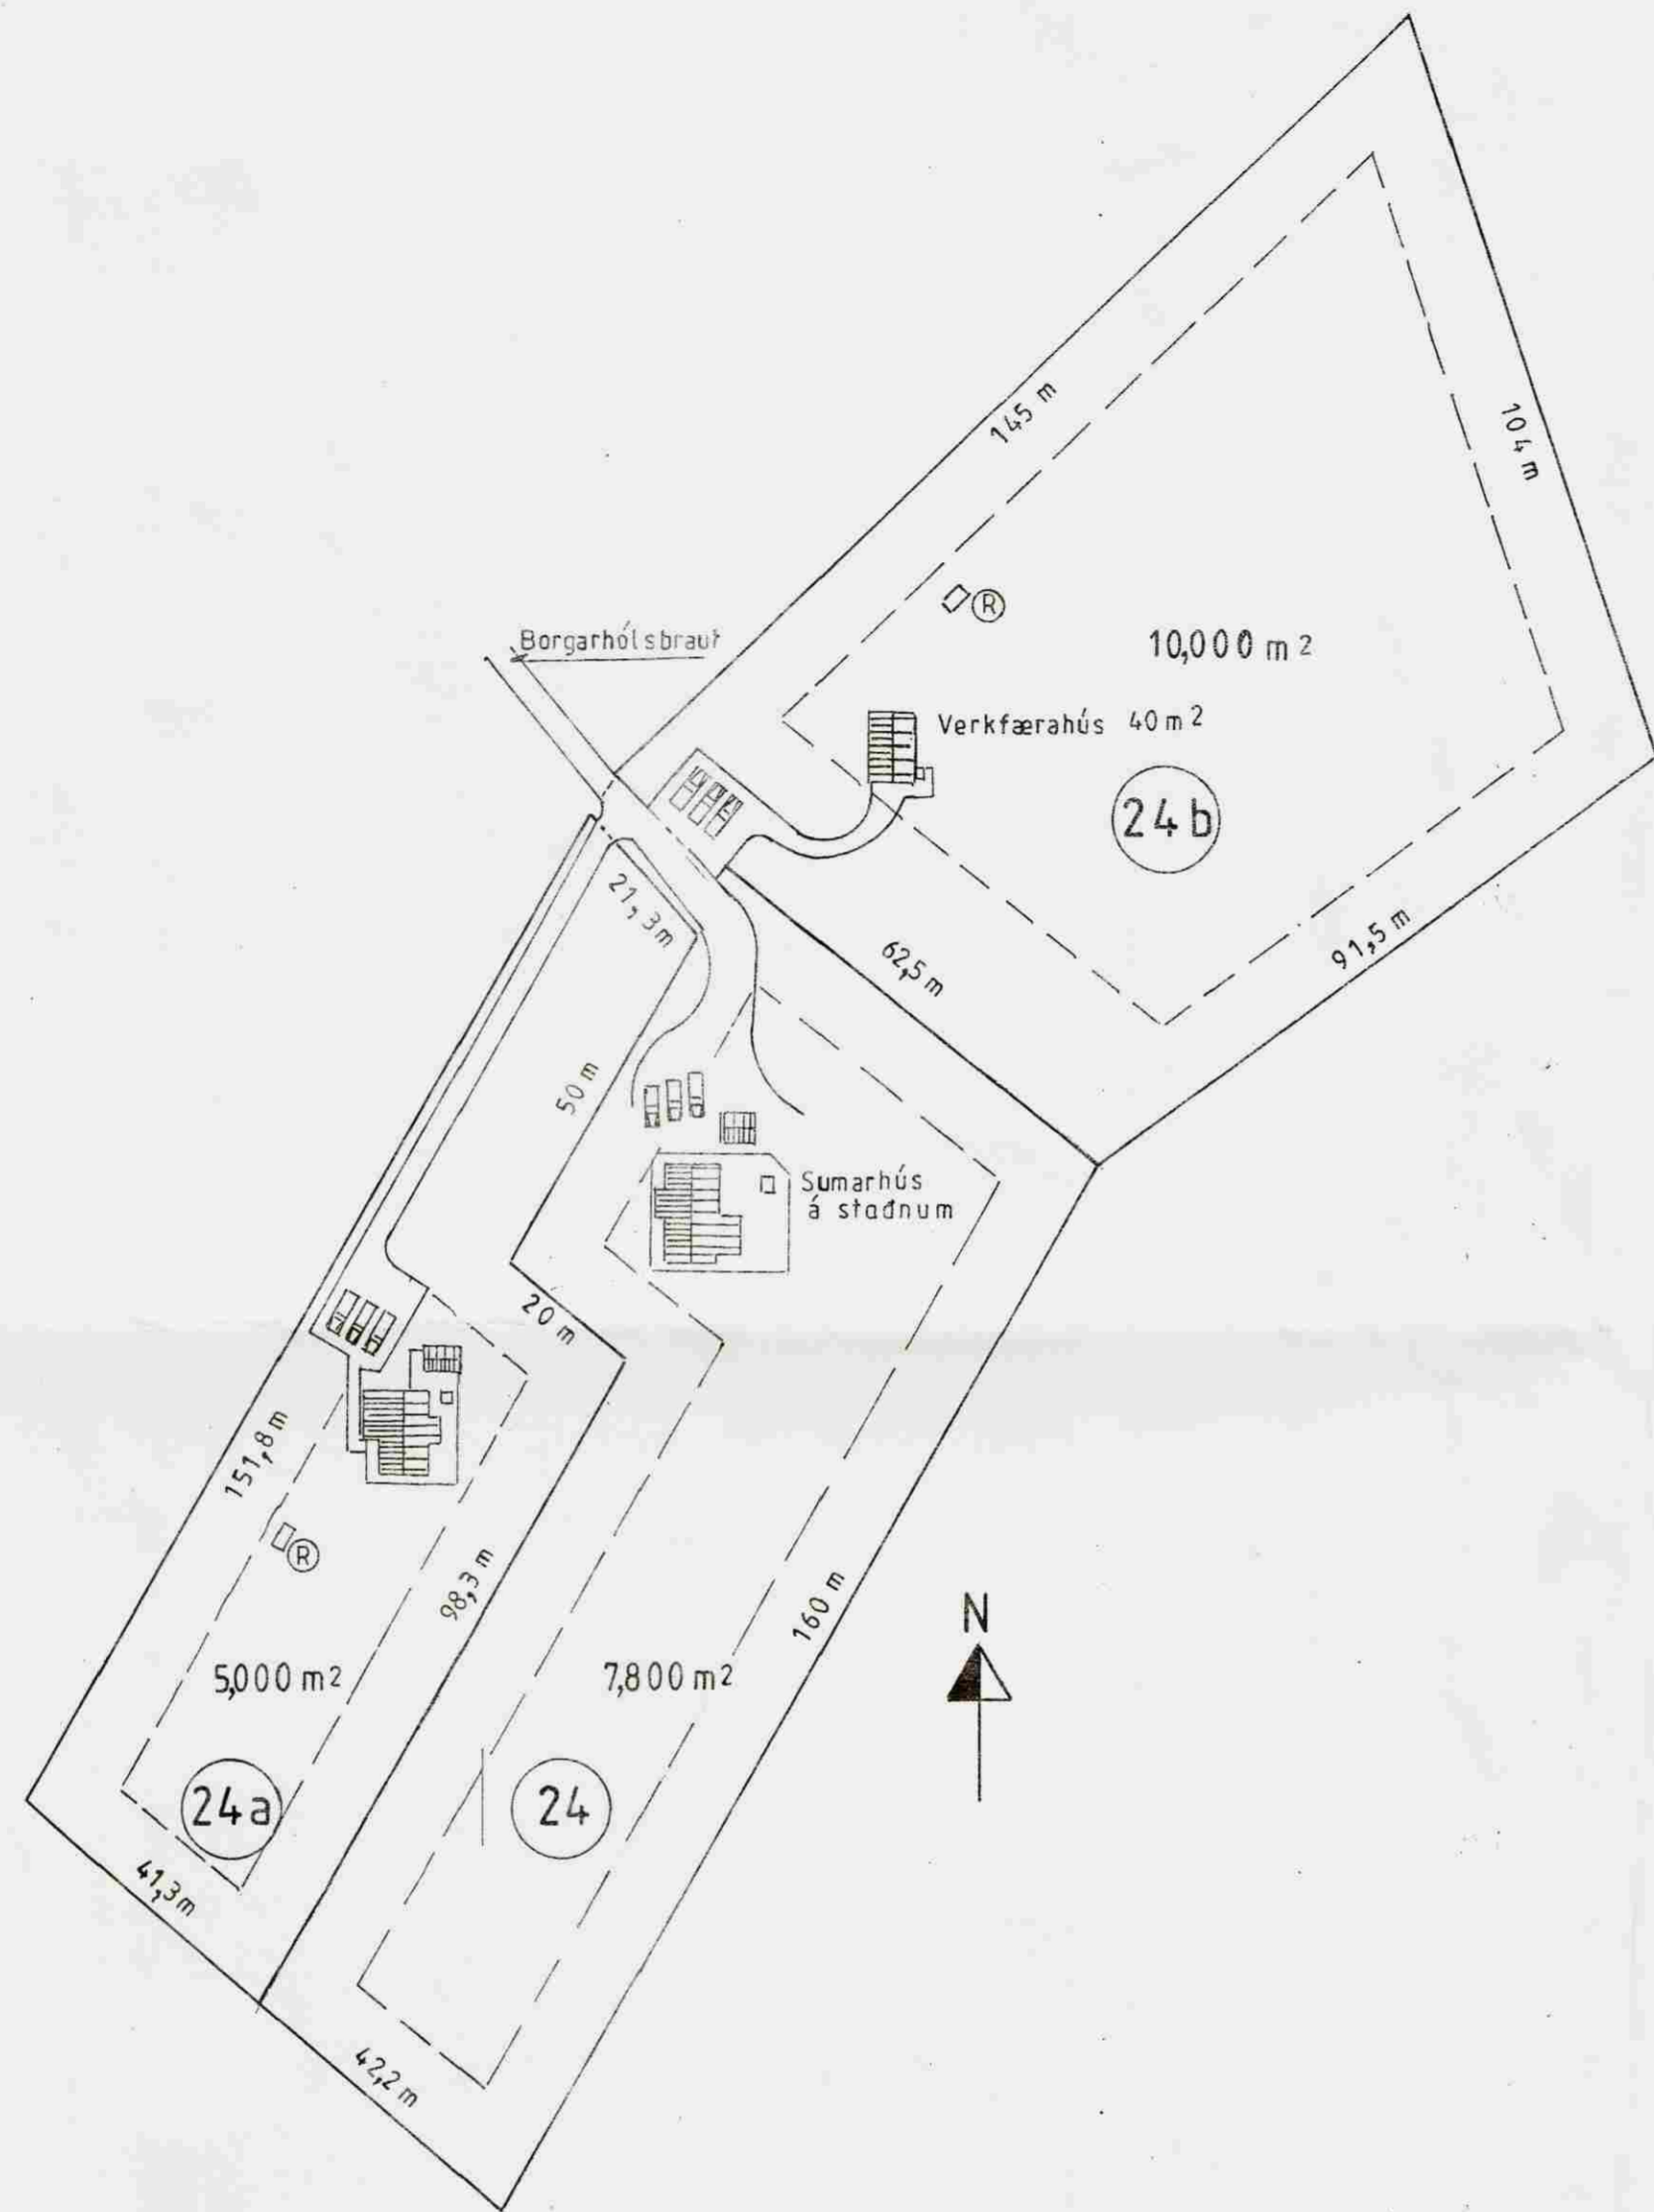 145 m
104 m
R
Borgarhólsbraut
10,000 m2
Verkfærahús 40 m2
24 b
21,3 m
62,5 m
91,5 m
50 m
Sumarhús
á staðnum
20 m
151,8 m
R
98,3 m
160 m
N
5,000 m2
7,800 m2
24a
24
41,3 m
42,2 m